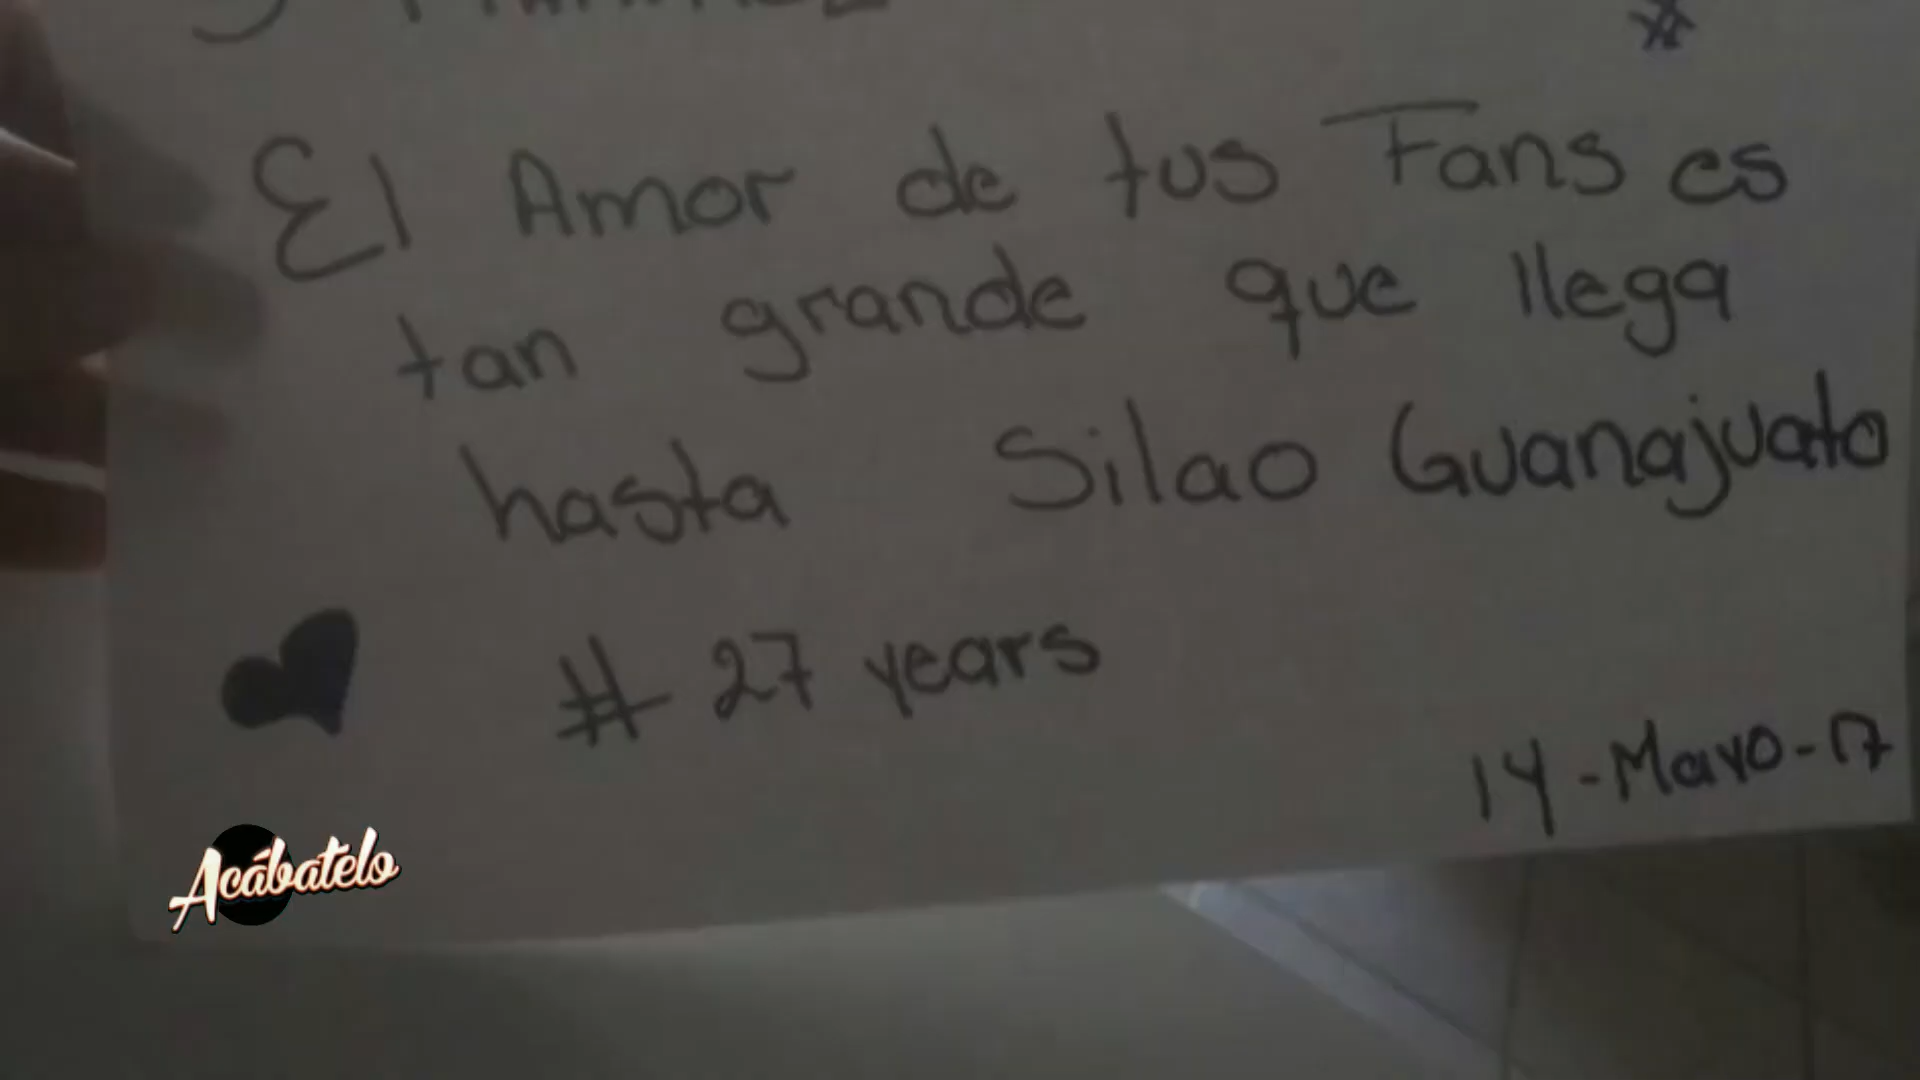 El Amor de tus Fans es
tan grande que llega
hasta Silao Guanajuato
# 27 years
14-Mayo-17
Acábatelo